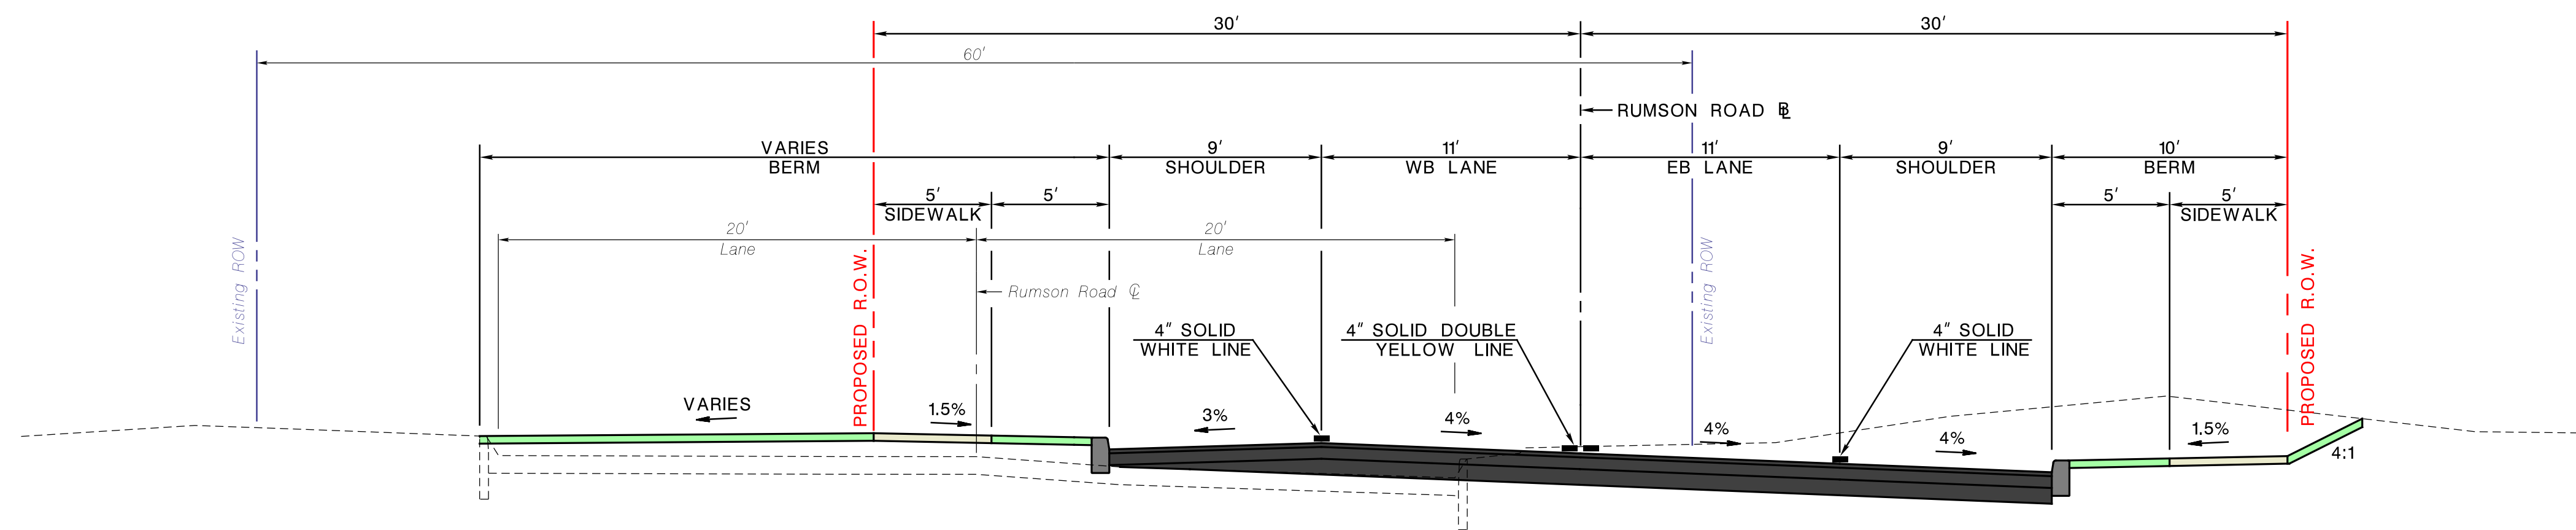 30'
30'
60'
RUMSON ROAD BL
VARIES
BERM
9'
SHOULDER
11'
WB LANE
11'
EB LANE
9'
SHOULDER
10'
BERM
5'
SIDEWALK
5'
5'
5'
SIDEWALK
20'
Lane
20'
Lane
Existing ROW
PROPOSED R.O.W.
Rumson Road CL
Existing ROW
PROPOSED R.O.W.
4" SOLID
WHITE LINE
4" SOLID DOUBLE
YELLOW LINE
4" SOLID
WHITE LINE
VARIES
1.5%
3%
4%
4%
4%
1.5%
4:1